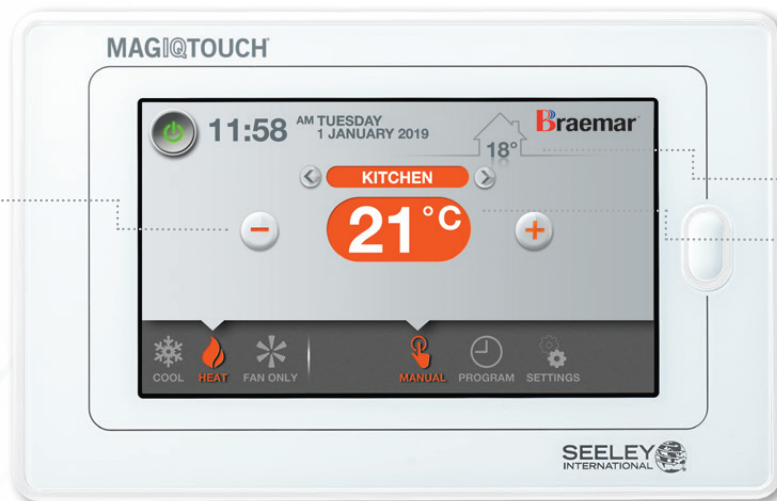 MAGIQTOUCH
11:58 AM TUESDAY
1 JANUARY 2019
Braemar
18°
KITCHEN
21°C
COOL HEAT FAN ONLY MANUAL PROGRAM SETTINGS
SEELEY
INTERNATIONAL